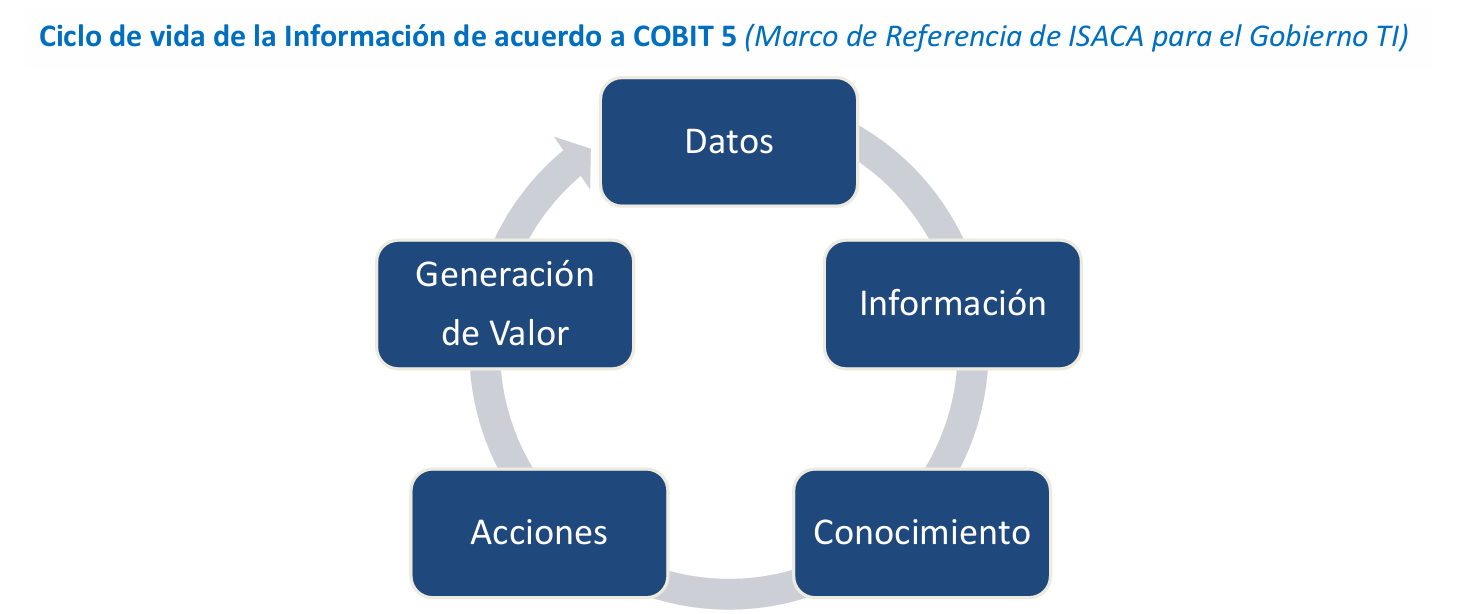 Ciclo de vida de la Información de acuerdo a COBIT 5 (Marco de Referencia de ISACA para el Gobierno TI)
Datos
Información
Conocimiento
Acciones
Generación
de Valor